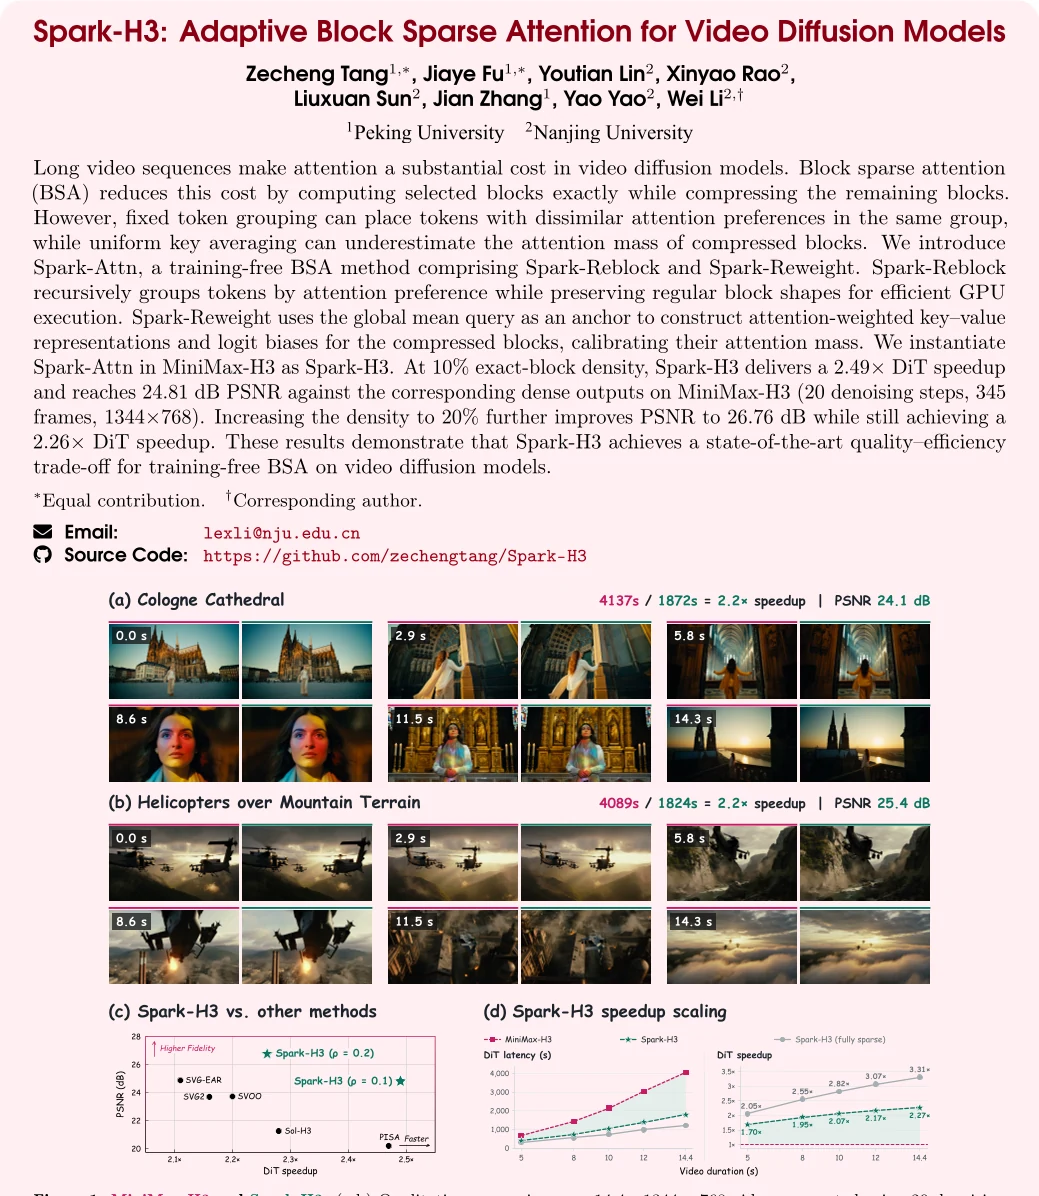 Spark-H3: Adaptive Block Sparse Attention for Video Diffusion Models
Zecheng Tang1,∗, Jiaye Fu1,∗, Youtian Lin2, Xinyao Rao2,
Liuxuan Sun2, Jian Zhang1, Yao Yao2, Wei Li2,†
1Peking University 2Nanjing University
Long video sequences make attention a substantial cost in video diffusion models. Block sparse attention
(BSA) reduces this cost by computing selected blocks exactly while compressing the remaining blocks.
However, fixed token grouping can place tokens with dissimilar attention preferences in the same group,
while uniform key averaging can underestimate the attention mass of compressed blocks. We introduce
Spark-Attn, a training-free BSA method comprising Spark-Reblock and Spark-Reweight. Spark-Reblock
recursively groups tokens by attention preference while preserving regular block shapes for efficient GPU
execution. Spark-Reweight uses the global mean query as an anchor to construct attention-weighted key–value
representations and logit biases for the compressed blocks, calibrating their attention mass. We instantiate
Spark-Attn in MiniMax-H3 as Spark-H3. At 10% exact-block density, Spark-H3 delivers a 2.49× DiT speedup
and reaches 24.81 dB PSNR against the corresponding dense outputs on MiniMax-H3 (20 denoising steps, 345
frames, 1344×768). Increasing the density to 20% further improves PSNR to 26.76 dB while still achieving a
2.26× DiT speedup. These results demonstrate that Spark-H3 achieves a state-of-the-art quality–efficiency
trade-off for training-free BSA on video diffusion models.
∗Equal contribution. †Corresponding author.
Email: lexli@nju.edu.cn
Source Code: https://github.com/zechengtang/Spark-H3
(a) Cologne Cathedral 4137s / 1872s = 2.2× speedup | PSNR 24.1 dB
0.0 s 2.9 s 5.8 s
8.6 s 11.5 s 14.3 s
(b) Helicopters over Mountain Terrain 4089s / 1824s = 2.2× speedup | PSNR 25.4 dB
0.0 s 2.9 s 5.8 s
8.6 s 11.5 s 14.3 s
(c) Spark-H3 vs. other methods
28
26
24
22
20
PSNR (dB)
Higher Fidelity
Spark-H3 (ρ = 0.2)
Spark-H3 (ρ = 0.1)
SVG-EAR
SVG2
SVOO
Sol-H3
PISA
Faster
2.1× 2.2× 2.3× 2.4× 2.5×
DiT speedup
(d) Spark-H3 speedup scaling
MiniMax-H3 Spark-H3 Spark-H3 (fully sparse)
DiT latency (s)
4,000
3,000
2,000
1,000
0
5 8 10 12 14.4
DiT speedup
3.5×
3×
2.5×
2×
1.5×
1×
2.05× 2.55× 2.82× 3.07× 3.31×
1.70× 1.95× 2.07× 2.17× 2.27×
5 8 10 12 14.4
Video duration (s)